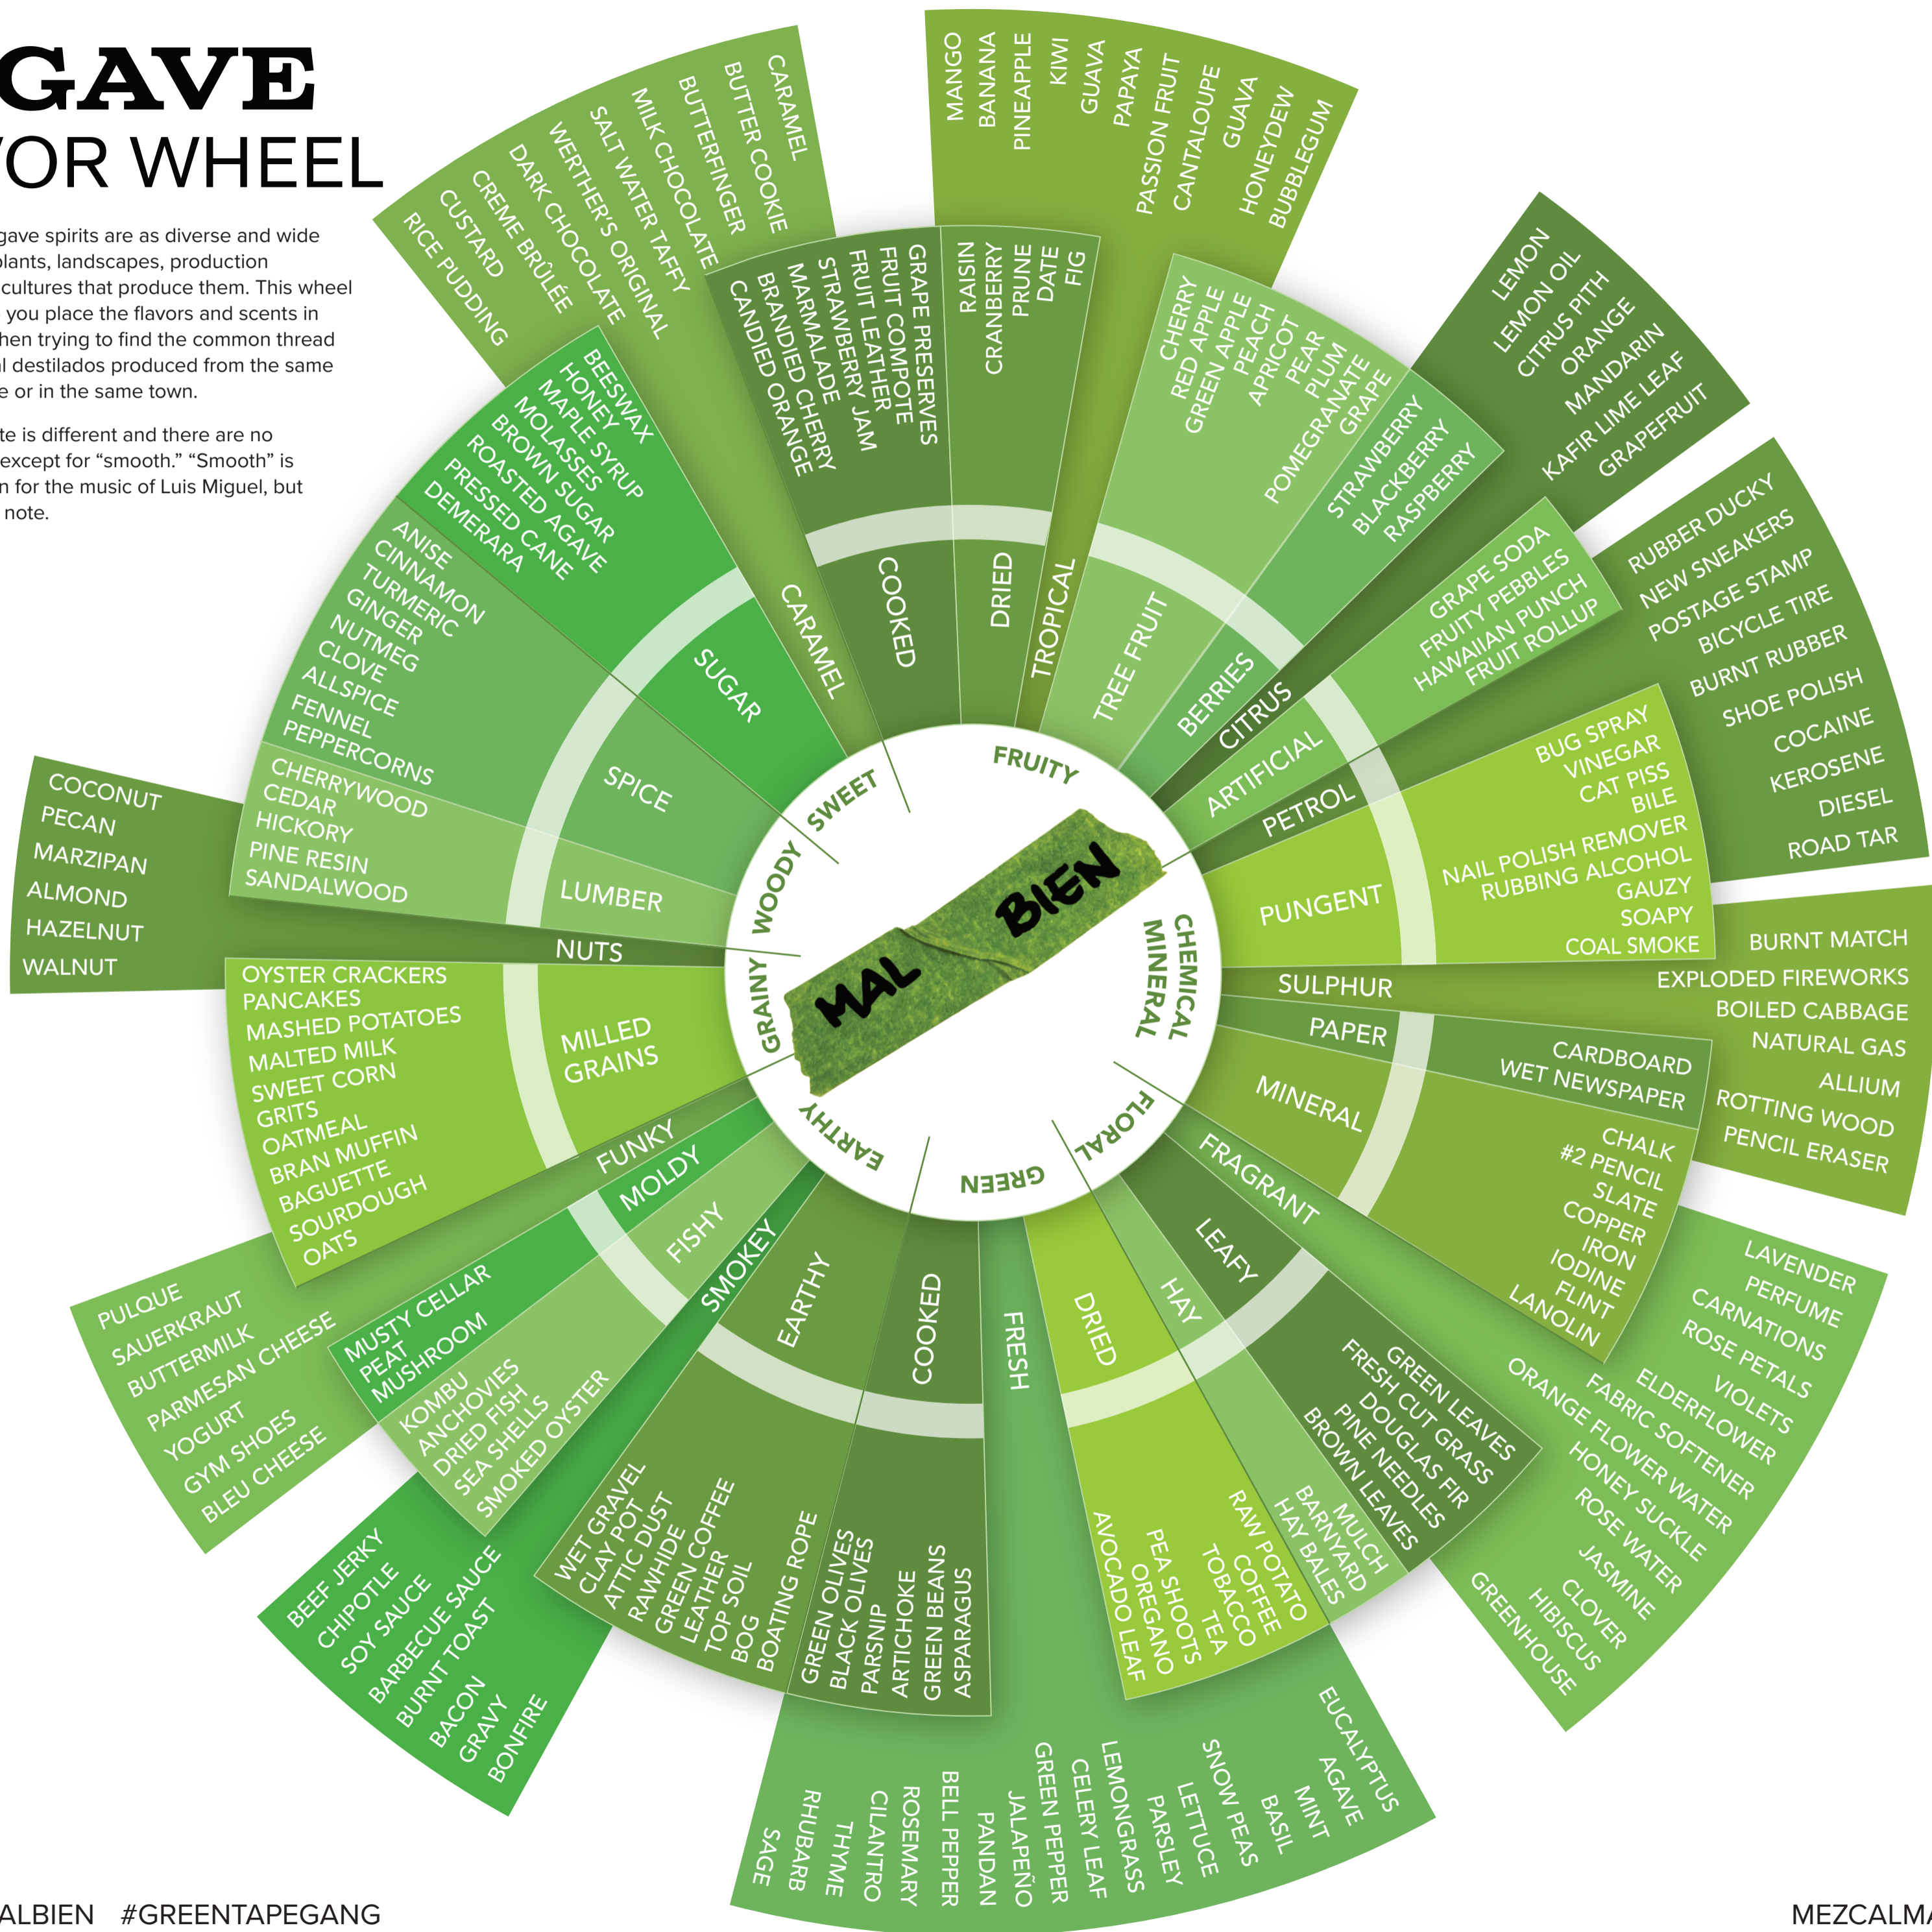 GAVE
VOR WHEEL
gave spirits are as diverse and wide
plants, landscapes, production
cultures that produce them. This wheel
you place the flavors and scents in
hen trying to find the common thread
l destilados produced from the same
e or in the same town.
te is different and there are no
except for “smooth.” “Smooth” is
n for the music of Luis Miguel, but
note.
MAL
BIEN
FRUITY
CHEMICAL
MINERAL
FLORAL
GREEN
EARTHY
GRAINY
WOODY
SWEET
COOKED
CANDIED ORANGE
BRANDIED CHERRY
MARMALADE
STRAWBERRY JAM
FRUIT LEATHER
FRUIT COMPOTE
GRAPE PRESERVES
DRIED
RAISIN
CRANBERRY
PRUNE
DATE
FIG
TROPICAL
MANGO
BANANA
PINEAPPLE
KIWI
GUAVA
PAPAYA
PASSION FRUIT
CANTALOUPE
GUAVA
HONEYDEW
BUBBLEGUM
TREE FRUIT
CHERRY
RED APPLE
GREEN APPLE
PEACH
APRICOT
PEAR
PLUM
POMEGRANATE
GRAPE
BERRIES
STRAWBERRY
BLACKBERRY
RASPBERRY
CITRUS
LEMON
LEMON OIL
CITRUS PITH
ORANGE
MANDARIN
KAFIR LIME LEAF
GRAPEFRUIT
ARTIFICIAL
GRAPE SODA
FRUITY PEBBLES
HAWAIIAN PUNCH
FRUIT ROLLUP
PETROL
RUBBER DUCKY
NEW SNEAKERS
POSTAGE STAMP
BICYCLE TIRE
BURNT RUBBER
SHOE POLISH
COCAINE
KEROSENE
DIESEL
ROAD TAR
PUNGENT
BUG SPRAY
VINEGAR
CAT PISS
BILE
NAIL POLISH REMOVER
RUBBING ALCOHOL
GAUZY
SOAPY
COAL SMOKE
SULPHUR
BURNT MATCH
EXPLODED FIREWORKS
BOILED CABBAGE
NATURAL GAS
ALLIUM
ROTTING WOOD
PENCIL ERASER
PAPER
CARDBOARD
WET NEWSPAPER
MINERAL
CHALK
#2 PENCIL
SLATE
COPPER
IRON
IODINE
FLINT
LANOLIN
FRAGRANT
LAVENDER
PERFUME
CARNATIONS
ROSE PETALS
VIOLETS
ELDERFLOWER
FABRIC SOFTENER
ORANGE FLOWER WATER
HONEY SUCKLE
ROSE WATER
JASMINE
CLOVER
HIBISCUS
GREENHOUSE
LEAFY
GREEN LEAVES
FRESH CUT GRASS
DOUGLAS FIR
PINE NEEDLES
BROWN LEAVES
HAY
MULCH
BARNYARD
HAY BALES
DRIED
RAW POTATO
COFFEE
TOBACCO
TEA
PEA SHOOTS
OREGANO
AVOCADO LEAF
FRESH
EUCALYPTUS
AGAVE
MINT
BASIL
SNOW PEAS
LETTUCE
PARSLEY
LEMONGRASS
CELERY LEAF
GREEN PEPPER
JALAPEÑO
PANDAN
BELL PEPPER
ROSEMARY
CILANTRO
THYME
RHUBARB
SAGE
COOKED
ASPARAGUS
GREEN BEANS
ARTICHOKE
PARSNIP
BLACK OLIVES
GREEN OLIVES
EARTHY
BOATING ROPE
BOG
TOP SOIL
LEATHER
GREEN COFFEE
RAWHIDE
ATTIC DUST
CLAY POT
WET GRAVEL
SMOKEY
BONFIRE
GRAVY
BACON
BURNT TOAST
BARBECUE SAUCE
SOY SAUCE
CHIPOTLE
BEEF JERKY
FISHY
SMOKED OYSTER
SEA SHELLS
DRIED FISH
ANCHOVIES
KOMBU
MOLDY
MUSHROOM
PEAT
MUSTY CELLAR
FUNKY
BLEU CHEESE
GYM SHOES
YOGURT
PARMESAN CHEESE
BUTTERMILK
SAUERKRAUT
PULQUE
MILLED
GRAINS
OATS
SOURDOUGH
BAGUETTE
BRAN MUFFIN
OATMEAL
GRITS
SWEET CORN
MALTED MILK
MASHED POTATOES
PANCAKES
OYSTER CRACKERS
NUTS
WALNUT
HAZELNUT
ALMOND
MARZIPAN
PECAN
COCONUT
LUMBER
SANDALWOOD
PINE RESIN
HICKORY
CEDAR
CHERRYWOOD
SPICE
PEPPERCORNS
FENNEL
ALLSPICE
CLOVE
NUTMEG
GINGER
TURMERIC
CINNAMON
ANISE
SUGAR
DEMERARA
PRESSED CANE
ROASTED AGAVE
BROWN SUGAR
MOLASSES
MAPLE SYRUP
HONEY
BEESWAX
CARAMEL
RICE PUDDING
CUSTARD
CREME BRÛLÉE
DARK CHOCOLATE
WERTHER'S ORIGINAL
SALT WATER TAFFY
MILK CHOCOLATE
BUTTERFINGER
BUTTER COOKIE
CARAMEL
ALBIEN #GREENTAPEGANG
MEZCALMA